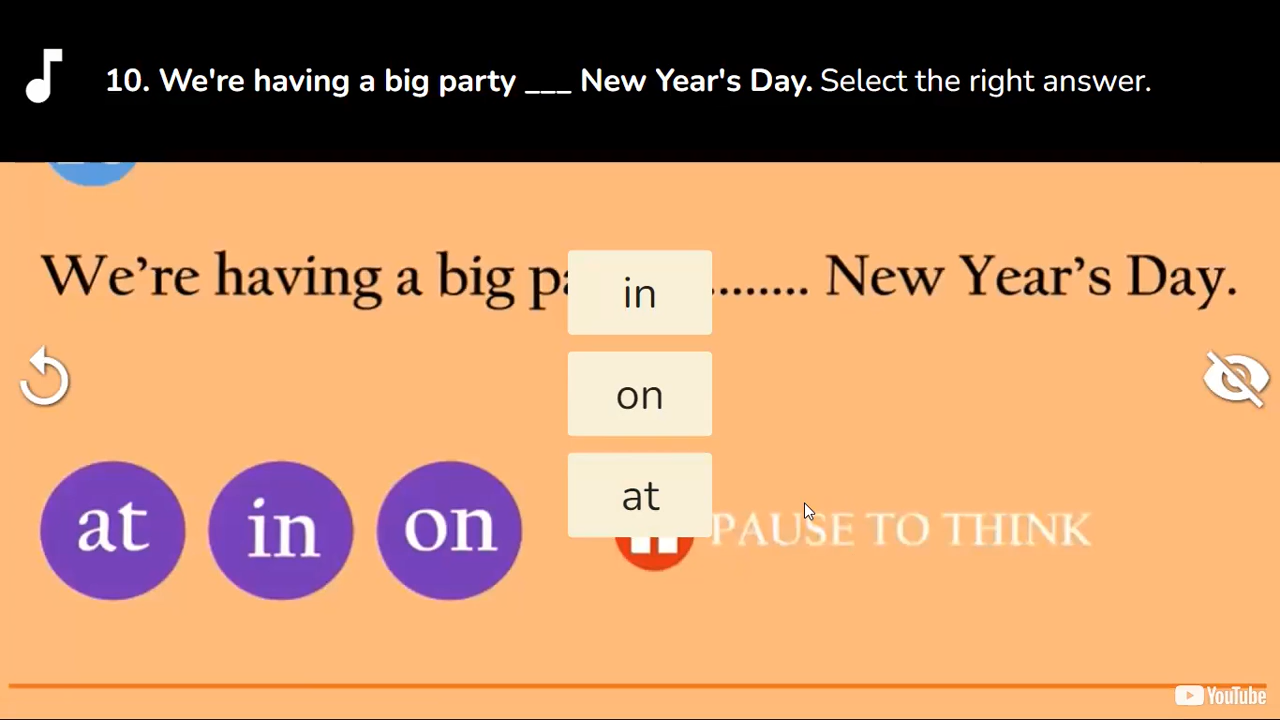 10. We're having a big party ___ New Year's Day. Select the right answer.
We're having a big ........ New Year's Day.
in
on
at
at in on
PAUSE TO THINK
YouTube